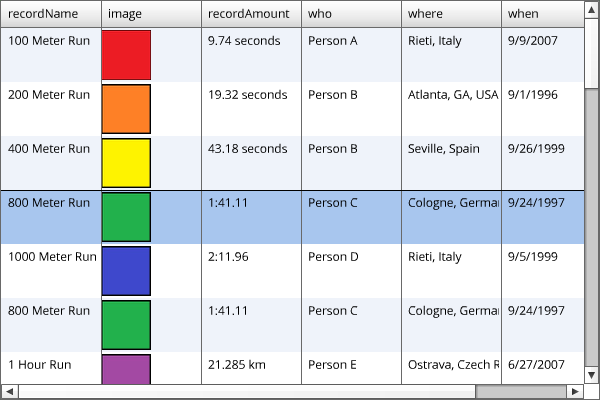 recordName image recordAmount who where when
100 Meter Run 9.74 seconds Person A Rieti, Italy 9/9/2007
200 Meter Run 19.32 seconds Person B Atlanta, GA, USA 9/1/1996
400 Meter Run 43.18 seconds Person B Seville, Spain 9/26/1999
800 Meter Run 1:41.11 Person C Cologne, Germa 9/24/1997
1000 Meter Run 2:11.96 Person D Rieti, Italy 9/5/1999
800 Meter Run 1:41.11 Person C Cologne, Germa 9/24/1997
1 Hour Run 21.285 km Person E Ostrava, Czech R 6/27/2007